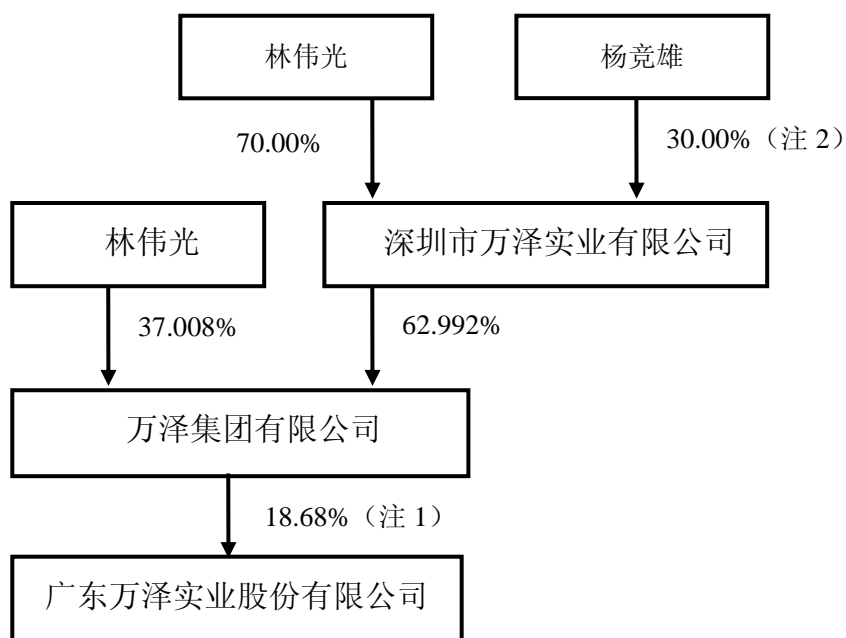 林伟光
杨竞雄
70.00%
30.00%（注 2）
林伟光
深圳市万泽实业有限公司
37.008%
62.992%
万泽集团有限公司
18.68%（注 1）
广东万泽实业股份有限公司